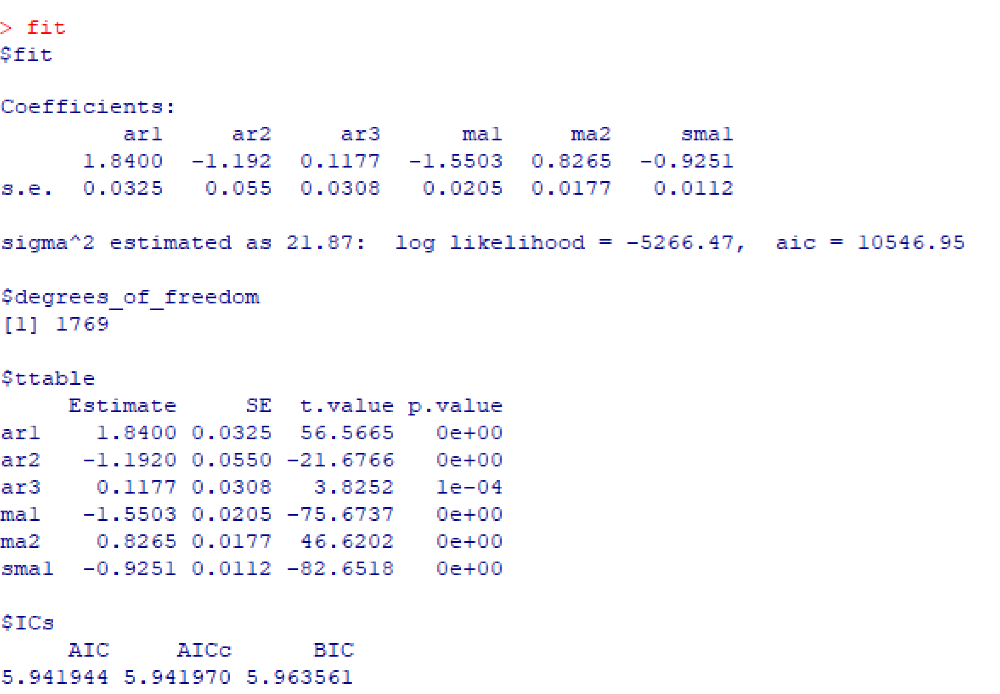 > fit
$fit

Coefficients:
         ar1     ar2     ar3      ma1     ma2     sma1
      1.8400  -1.192  0.1177  -1.5503  0.8265  -0.9251
s.e.  0.0325   0.055  0.0308   0.0205  0.0177   0.0112

sigma^2 estimated as 21.87:  log likelihood = -5266.47,  aic = 10546.95

$degrees_of_freedom
[1] 1769

$ttable
     Estimate     SE  t.value p.value
ar1    1.8400 0.0325  56.5665   0e+00
ar2   -1.1920 0.0550 -21.6766   0e+00
ar3    0.1177 0.0308   3.8252   1e-04
ma1   -1.5503 0.0205 -75.6737   0e+00
ma2    0.8265 0.0177  46.6202   0e+00
sma1  -0.9251 0.0112 -82.6518   0e+00

$ICs
     AIC     AICc      BIC
5.941944 5.941970 5.963561